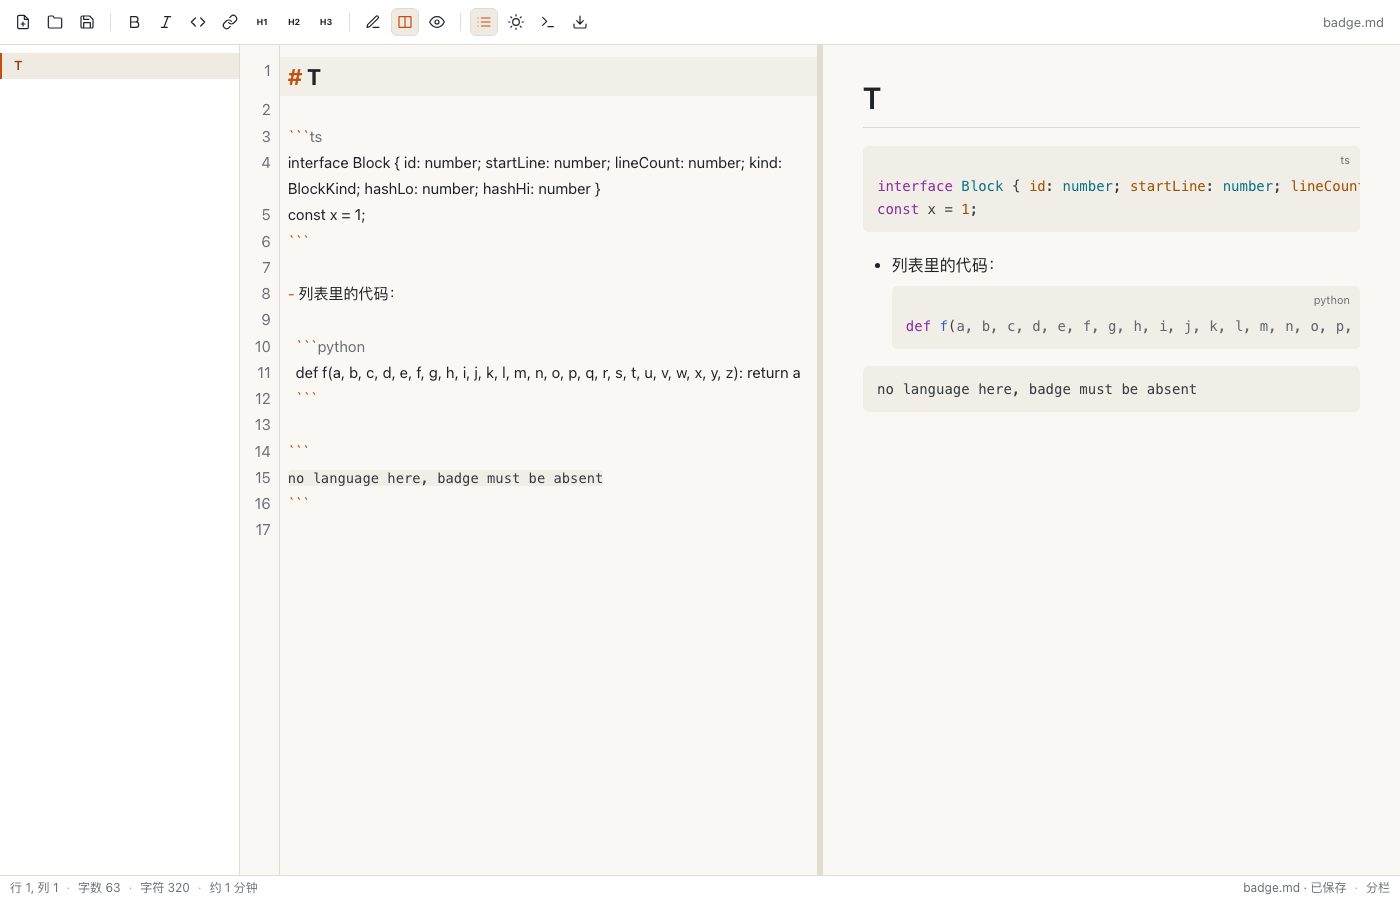 H1 H2 H3 badge.md
T
1 # T
2
3 ```ts
4 interface Block { id: number; startLine: number; lineCount: number; kind:
BlockKind; hashLo: number; hashHi: number }
5 const x = 1;
6 ```
7
8 - 列表里的代码：
9
10 ```python
11 def f(a, b, c, d, e, f, g, h, i, j, k, l, m, n, o, p, q, r, s, t, u, v, w, x, y, z): return a
12 ```
13
14 ```
15 no language here, badge must be absent
16 ```
17
T
ts
interface Block { id: number; startLine: number; lineCount
const x = 1;
• 列表里的代码：
python
def f(a, b, c, d, e, f, g, h, i, j, k, l, m, n, o, p,
no language here, badge must be absent
行 1, 列 1 · 字数 63 · 字符 320 · 约 1 分钟
badge.md · 已保存 · 分栏